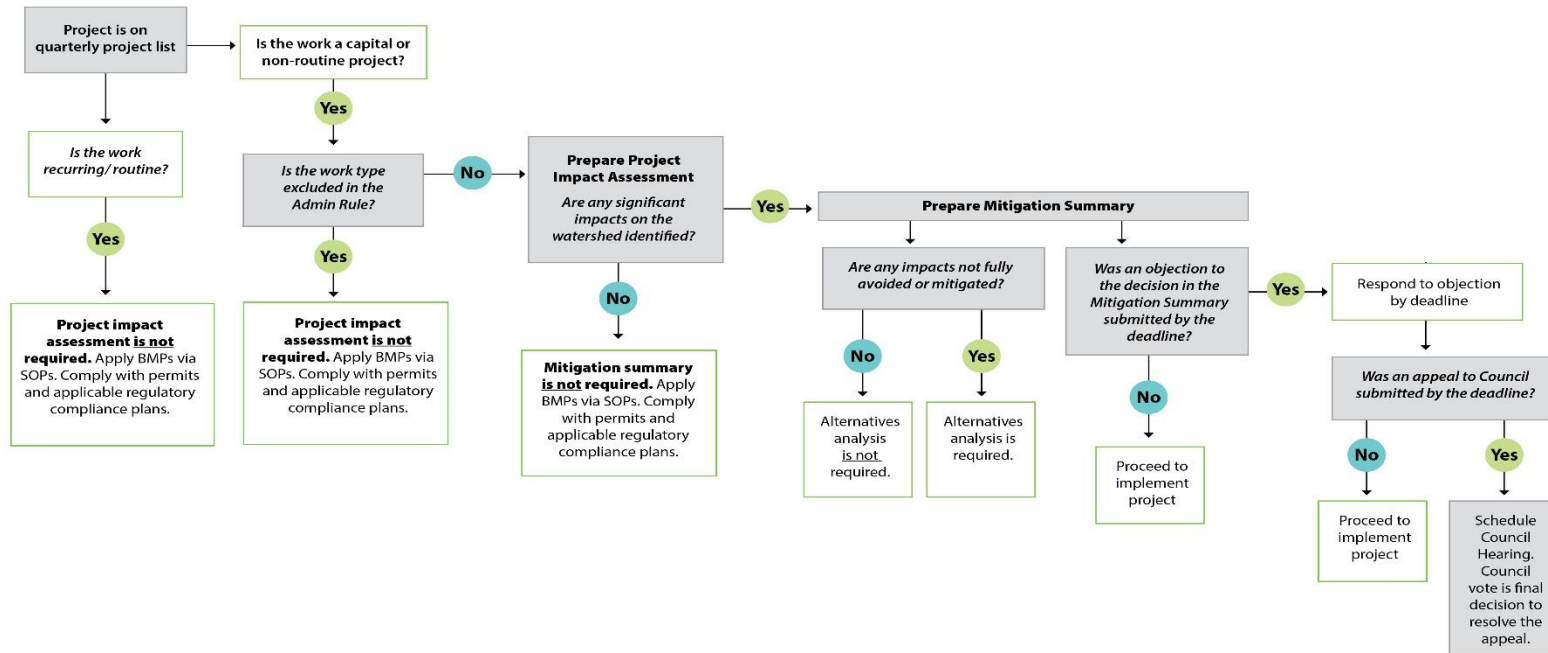 Project is on
quarterly project list
Is the work a capital or
non-routine project?
Yes
Is the work
recurring/ routine?
Yes
Project impact
assessment is not
required. Apply BMPs via
SOPs. Comply with permits
and applicable regulatory
compliance plans.
Is the work type
excluded in the
Admin Rule?
Yes
Project impact
assessment is not
required. Apply BMPs via
SOPs. Comply with permits
and applicable regulatory
compliance plans.
No
Prepare Project
Impact Assessment
Are any significant
impacts on the
watershed identified?
No
Mitigation summary
is not required. Apply
BMPs via SOPs. Comply
with permits and
applicable regulatory
compliance plans.
Yes
Prepare Mitigation Summary
Are any impacts not fully
avoided or mitigated?
No
Alternatives
analysis
is not
required.
Yes
Alternatives
analysis is
required.
Was an objection to
the decision in the
Mitigation Summary
submitted by the
deadline?
No
Proceed to
implement
project
Yes
Respond to objection
by deadline
Was an appeal to Council
submitted by the deadline?
No
Proceed to
implement
project
Yes
Schedule
Council
Hearing.
Council
vote is final
decision to
resolve the
appeal.